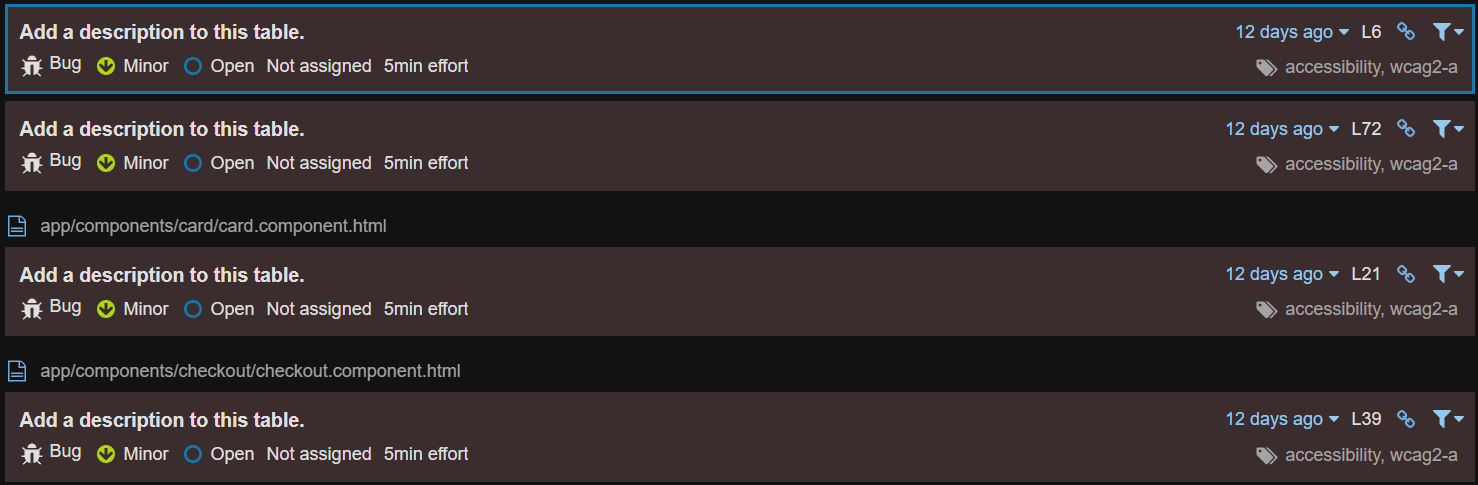 Add a description to this table. 12 days ago L6
Bug Minor Open Not assigned 5min effort accessibility, wcag2-a
Add a description to this table. 12 days ago L72
Bug Minor Open Not assigned 5min effort accessibility, wcag2-a
app/components/card/card.component.html
Add a description to this table. 12 days ago L21
Bug Minor Open Not assigned 5min effort accessibility, wcag2-a
app/components/checkout/checkout.component.html
Add a description to this table. 12 days ago L39
Bug Minor Open Not assigned 5min effort accessibility, wcag2-a